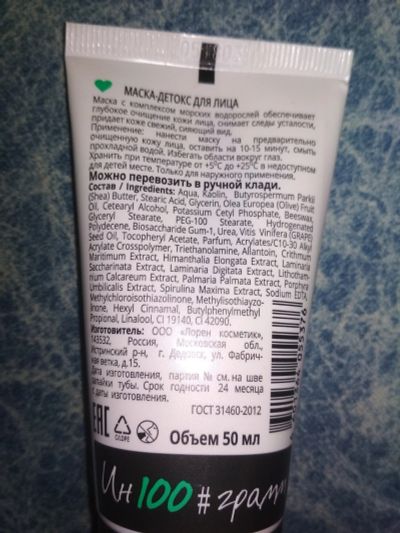 МАСКА-ДЕТОКС ДЛЯ ЛИЦА
Маска с комплексом морских водорослей обеспечивает
глубокое очищение кожи лица, снимает следы усталости,
придает коже свежий, сияющий вид.
Применение: нанести маску на предварительно
очищенную кожу лица, оставить на 10-15 минут, смыть
прохладной водой. Избегать области вокруг глаз.
Хранить при температуре от +5°С до +25°С в недоступном
для детей месте. Только для наружного применения.
Можно перевозить в ручной клади.
Состав / Ingredients: Aqua, Kaolin, Butyrospermum Parkii
(Shea) Butter, Stearic Acid, Glycerin, Olea Europea (Olive) Fruit
Oil, Cetearyl Alcohol, Potassium Cetyl Phosphate, Beeswax,
Glyceryl Stearate, PEG-100 Stearate, Hydrogenated
Polydecene, Biosaccharide Gum-1, Urea, Vitis Vinifera (GRAPE)
Seed Oil, Tocopheryl Acetate, Parfum, Acrylates/C10-30 Alkyl
Acrylate Crosspolymer, Triethanolamine, Allantoin, Crithmum
Maritimum Extract, Himanthalia Elongata Extract, Laminaria
Saccharinata Extract, Laminaria Digitata Extract, Lithotham
nium Calcareum Extract, Palmaria Palmata Extract, Porphyra
Umbilicalis Extract, Spirulina Maxima Extract, Sodium EDTA,
Methylchloroisothiazolinone, Methylisothiayzo-
linone, Hexyl Cinnamal, Butylphenylmethyl
Propional, Linalool, CI 19140, CI 42090.
Изготовитель: ООО «Лорен косметик»,
143532, Россия, Московская обл.,
Истринский р-н, г. Дедовск, ул. Фабрич-
ная ветка, д.15.
Дата изготовления, партия № см. на шве
запайки тубы. Срок годности 24 месяца
с даты изготовления.
ГОСТ 31460-2012
ЕАС
Объем 50 мл
Ин100#грамм